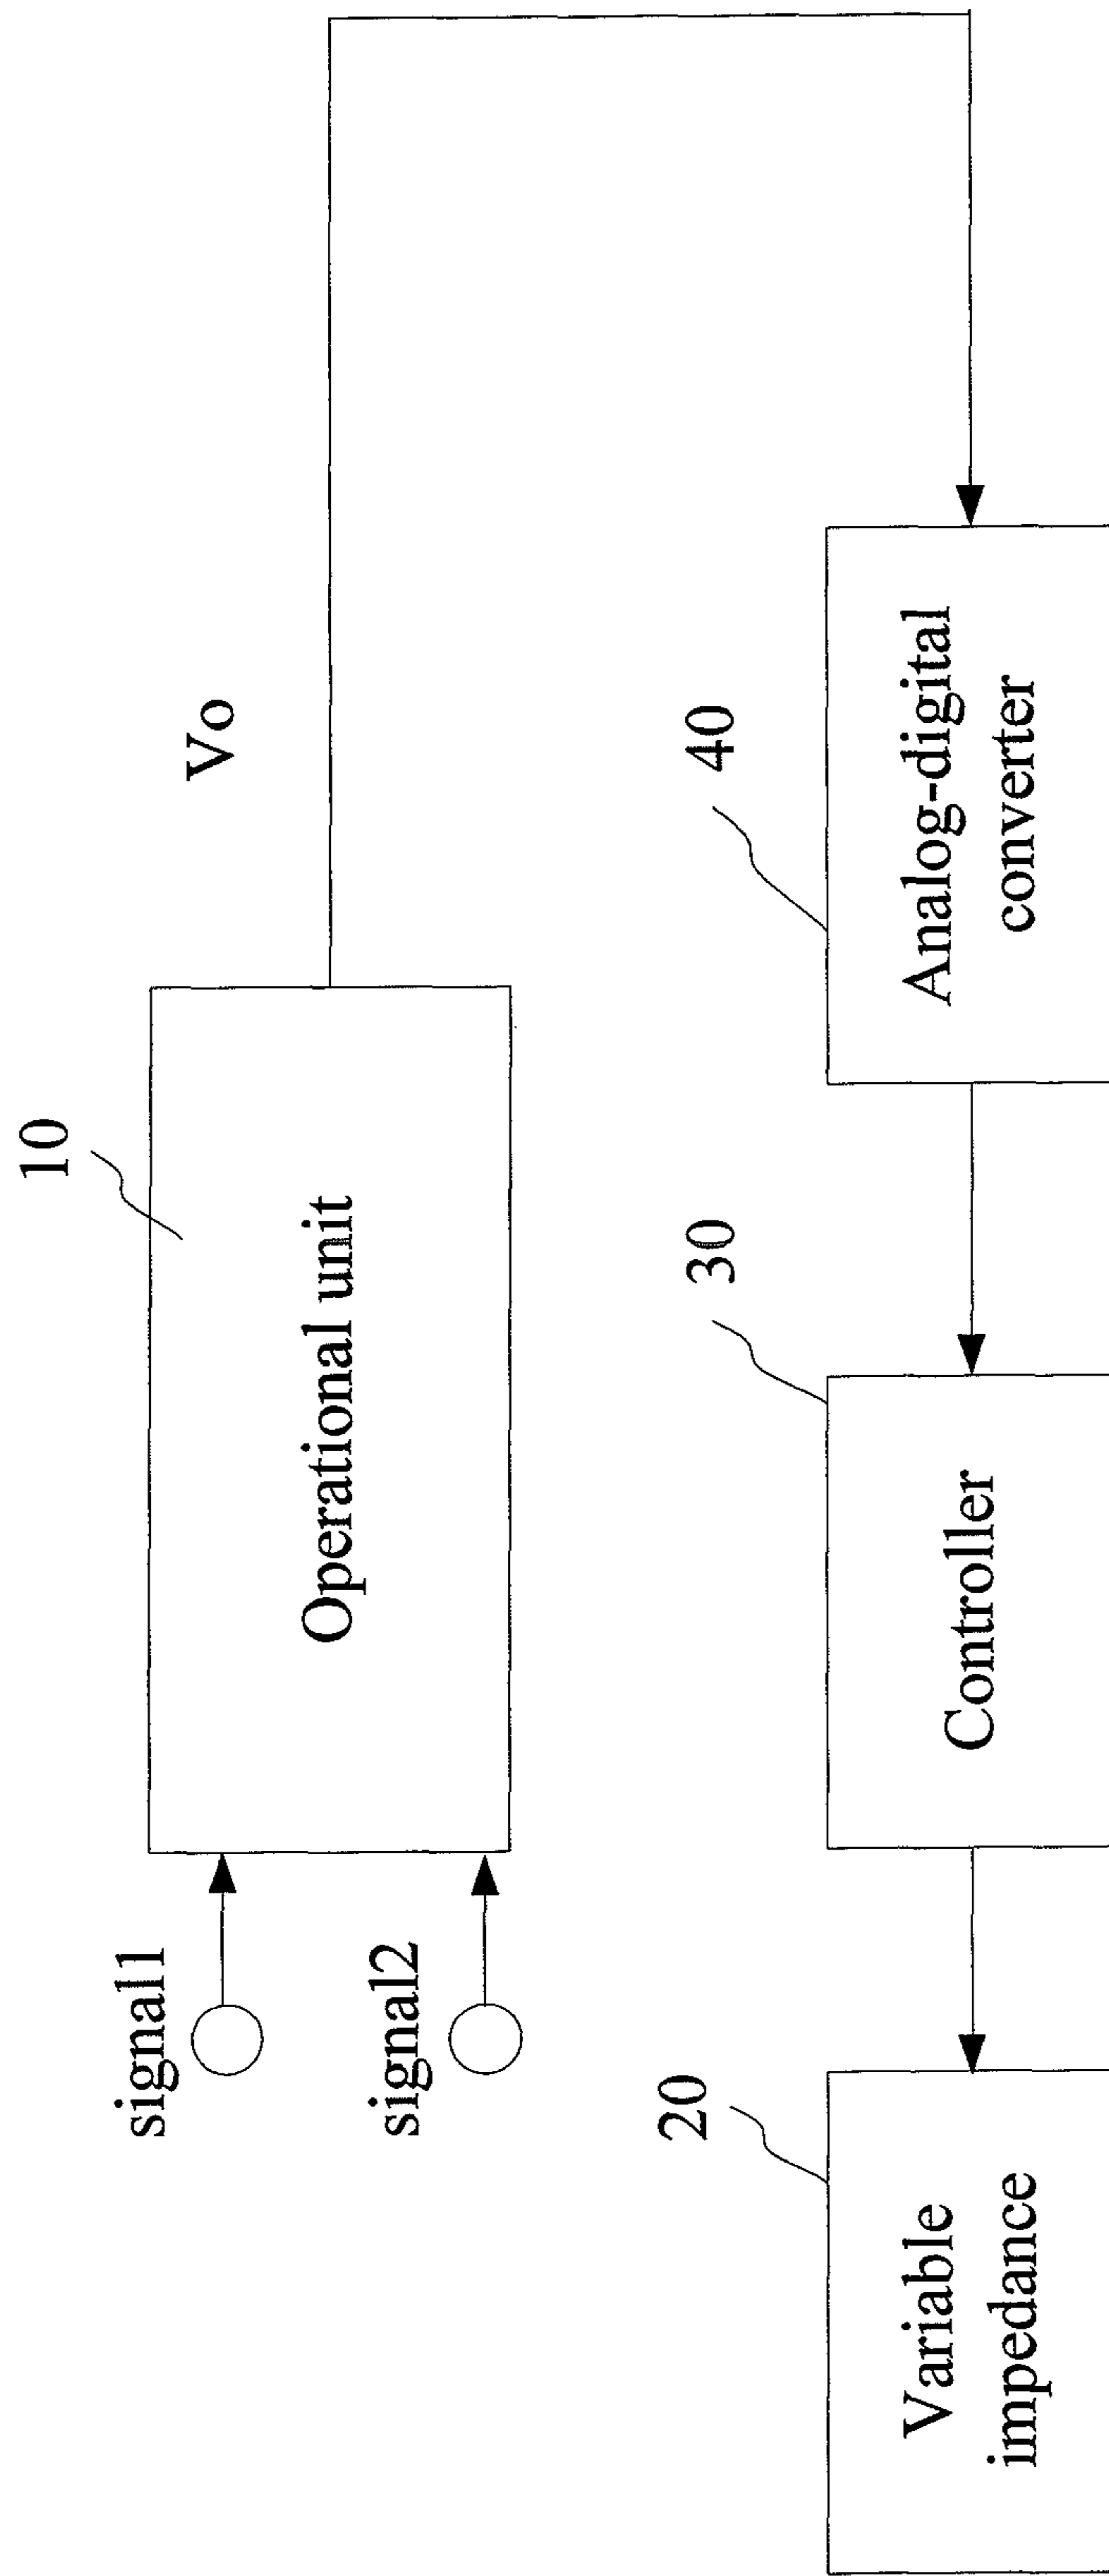 10
signal1
Vo
Operational unit
signal2
20
30
40
Variable
impedance
Controller
Analog-digital
converter